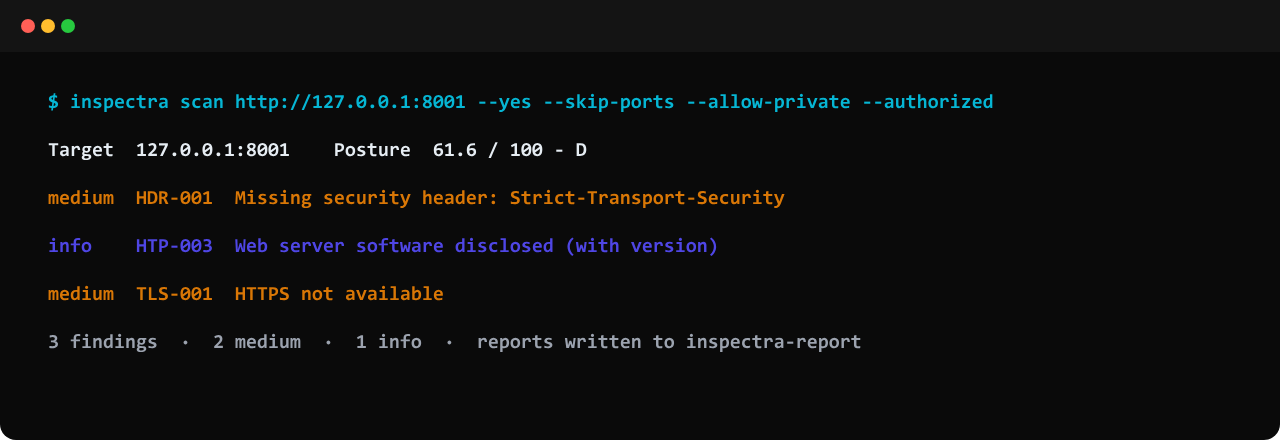 $ inspectra scan http://127.0.0.1:8001 --yes --skip-ports --allow-private --authorized
Target  127.0.0.1:8001    Posture  61.6 / 100 - D
medium  HDR-001  Missing security header: Strict-Transport-Security
info    HTP-003  Web server software disclosed (with version)
medium  TLS-001  HTTPS not available
3 findings  ·  2 medium  ·  1 info  ·  reports written to inspectra-report